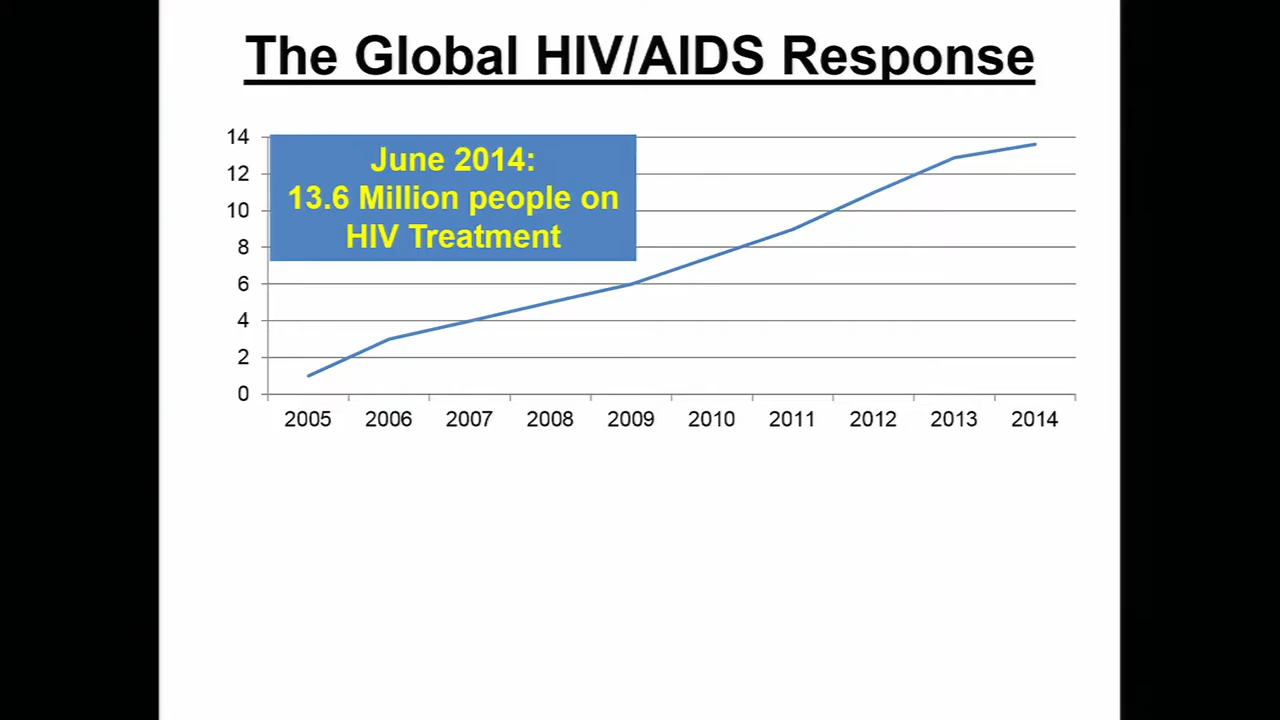 The Global HIV/AIDS Response
June 2014:
13.6 Million people on
HIV Treatment
14
12
10
8
6
4
2
0
2005 2006 2007 2008 2009 2010 2011 2012 2013 2014